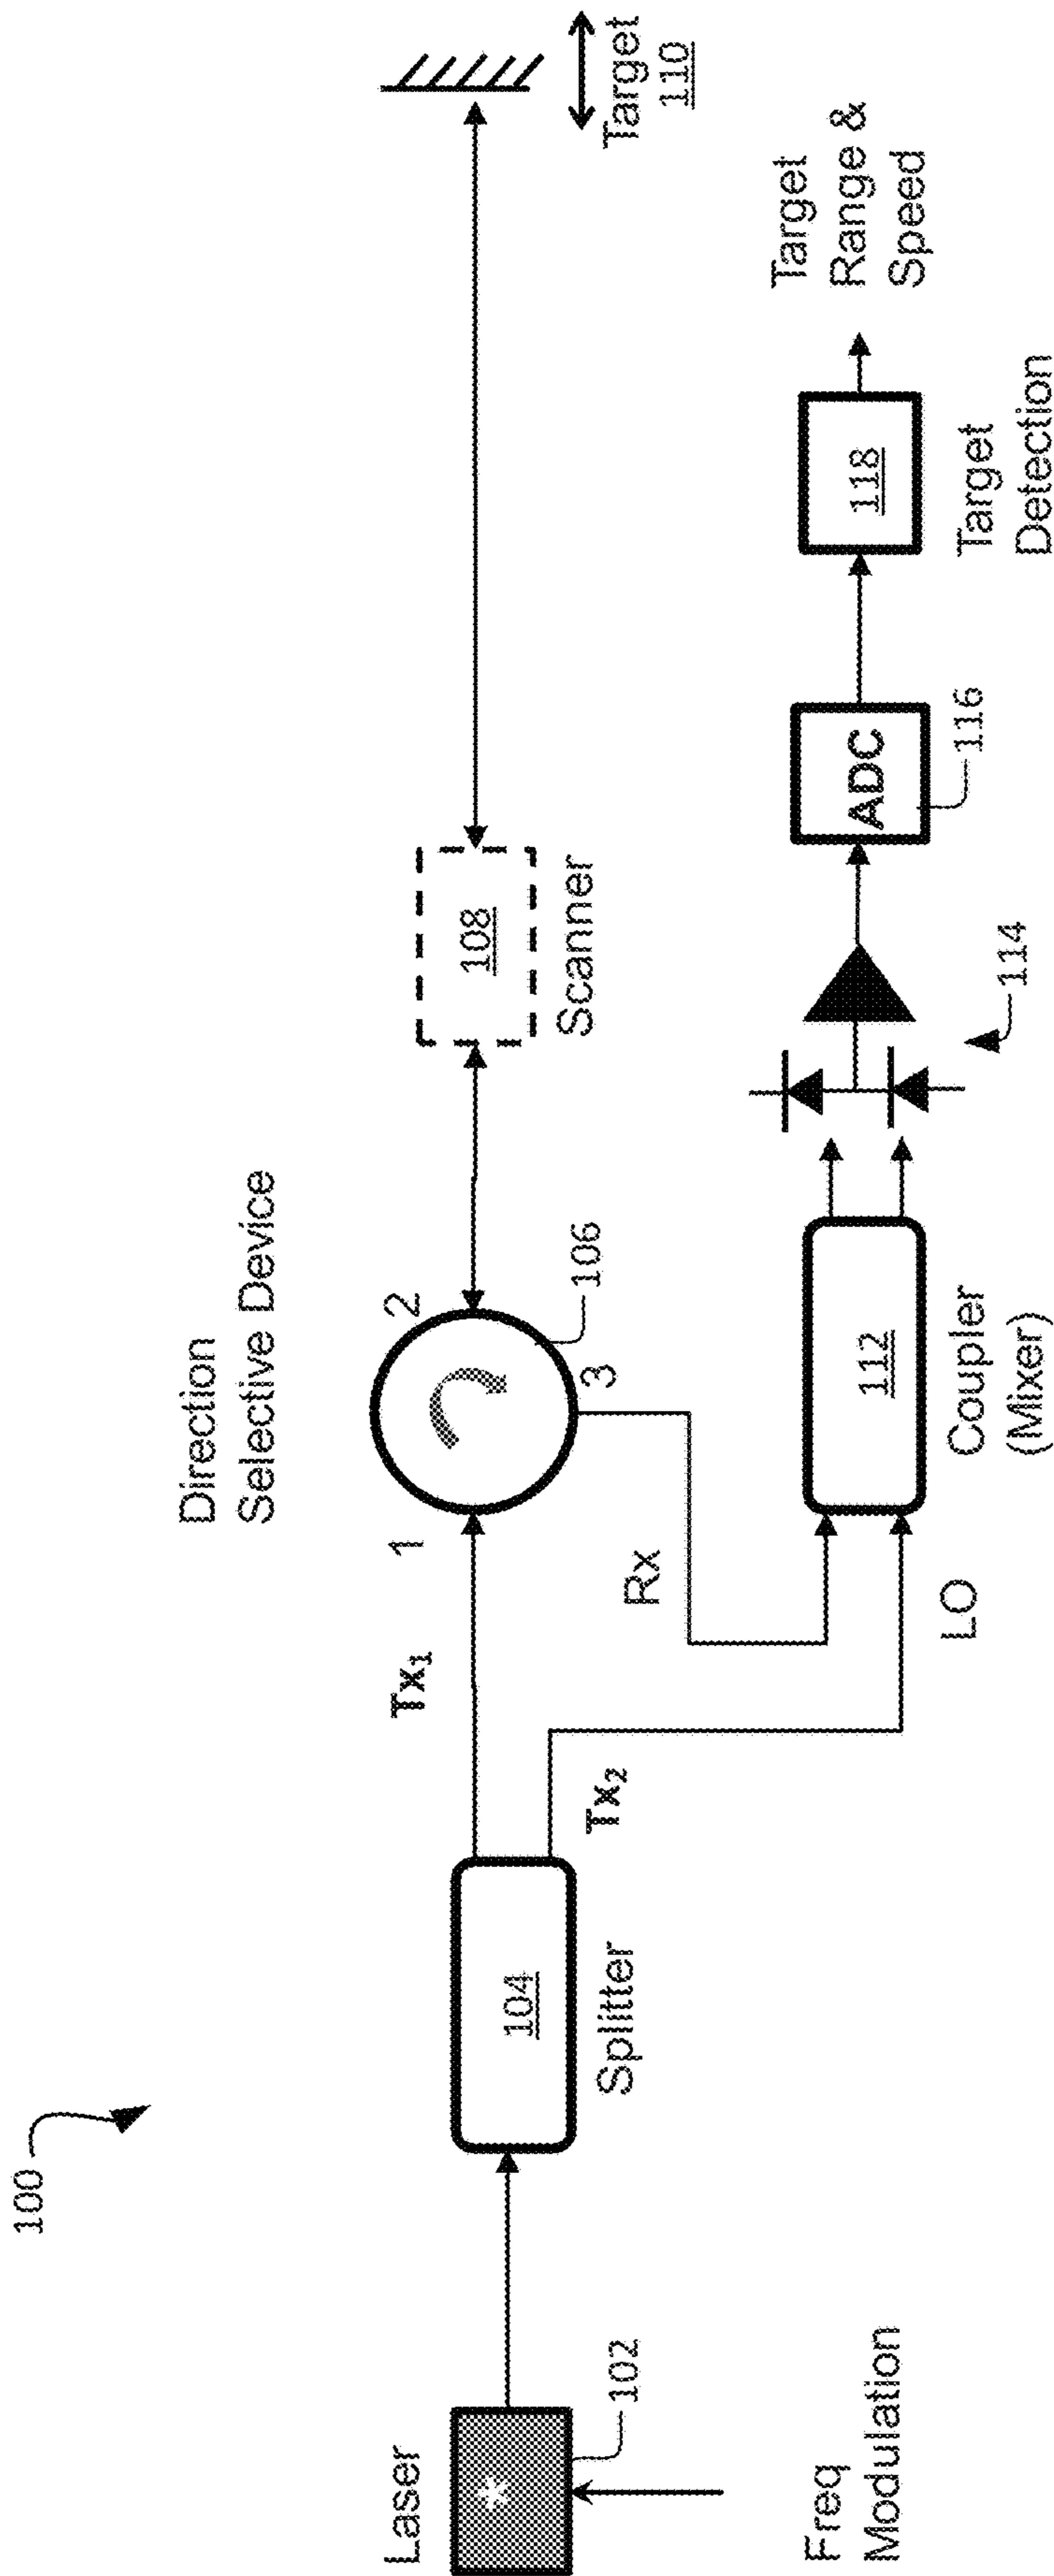 100
Laser
102
Freq
Modulation
104
Splitter
Tx₁
Tx₂
Direction
Selective Device
1
2
3
106
Rx
LO
108
Scanner
Target
110
112
Coupler
(Mixer)
114
ADC
116
118
Target
Detection
Target
Range &
Speed